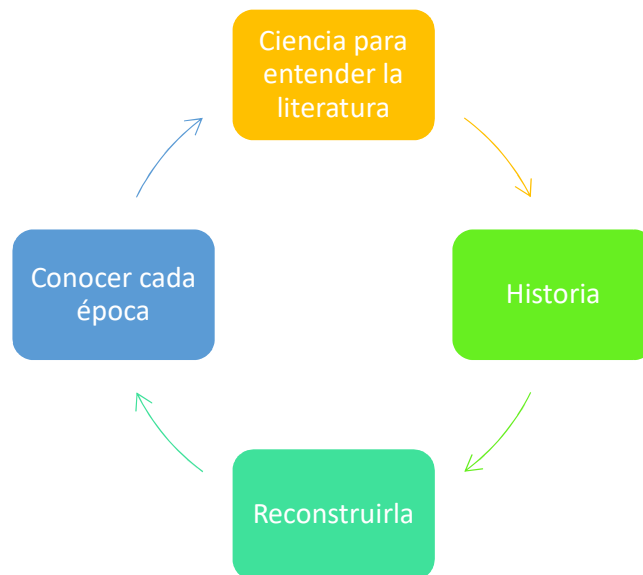 Ciencia para
entender la
literatura
Historia
Reconstruirla
Conocer cada
época